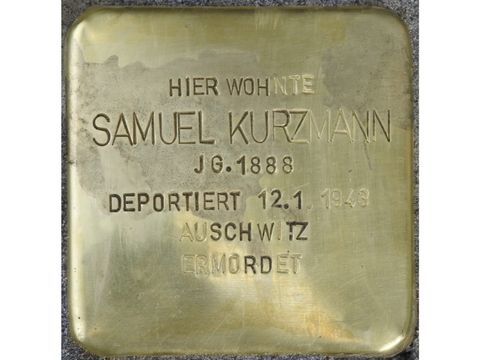 HIER WOHNTE
SAMUEL KURZMANN
JG.1888
DEPORTIERT 12.1.1943
AUSCHWITZ
ERMORDET